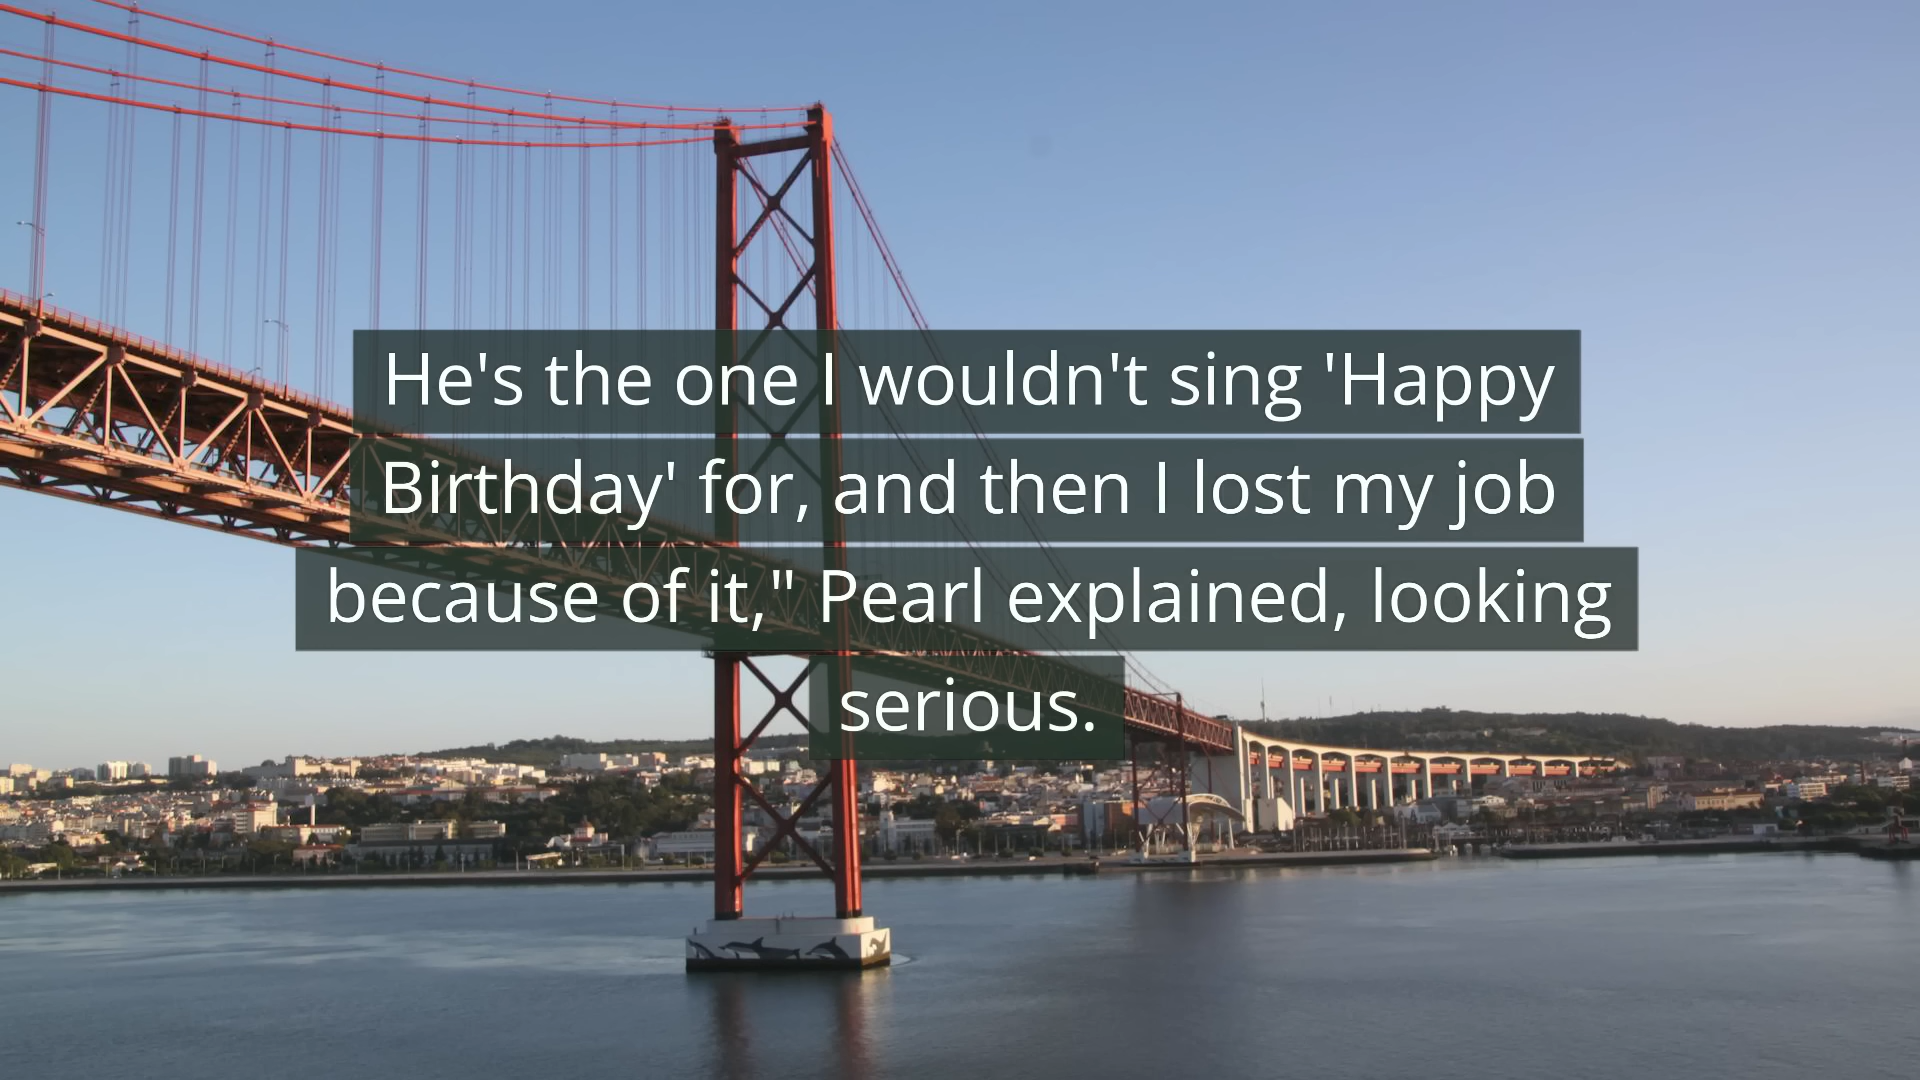 He's the one I wouldn't sing 'Happy
Birthday' for, and then I lost my job
because of it," Pearl explained, looking
serious.